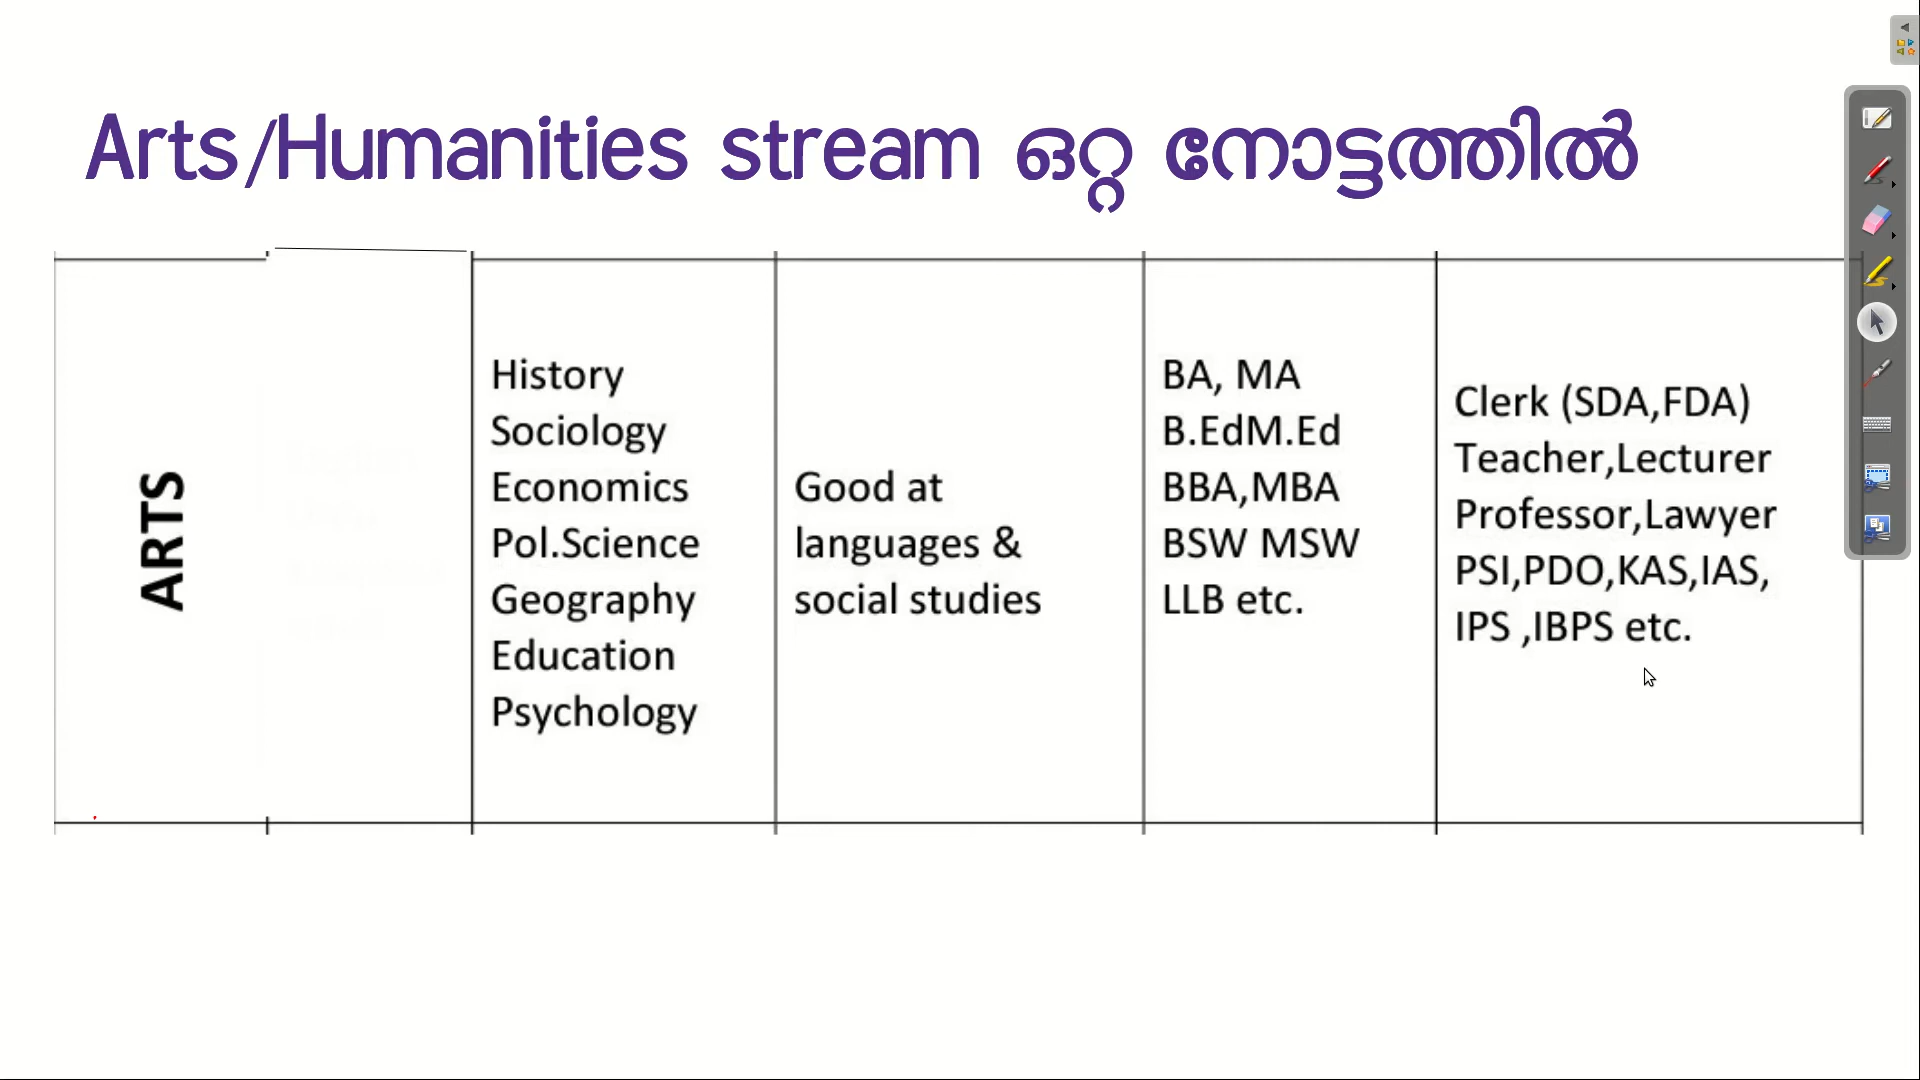 Arts/Humanities stream ഒറ്റ നോട്ടത്തിൽ
ARTS
History
Sociology
Economics
Pol.Science
Geography
Education
Psychology
Good at
languages &
social studies
BA, MA
B.EdM.Ed
BBA,MBA
BSW MSW
LLB etc.
Clerk (SDA,FDA)
Teacher,Lecturer
Professor,Lawyer
PSI,PDO,KAS,IAS,
IPS ,IBPS etc.